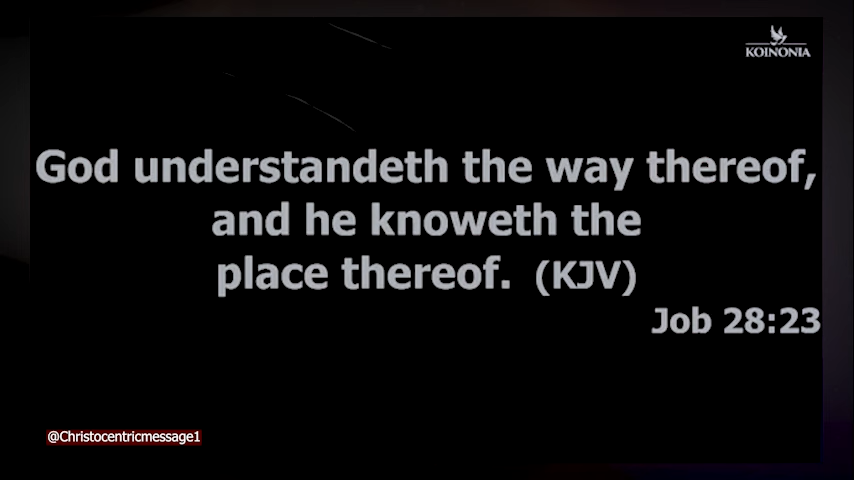 KOINONIA
God understandeth the way thereof,
and he knoweth the
place thereof. (KJV)
Job 28:23
@Christocentricmessage1